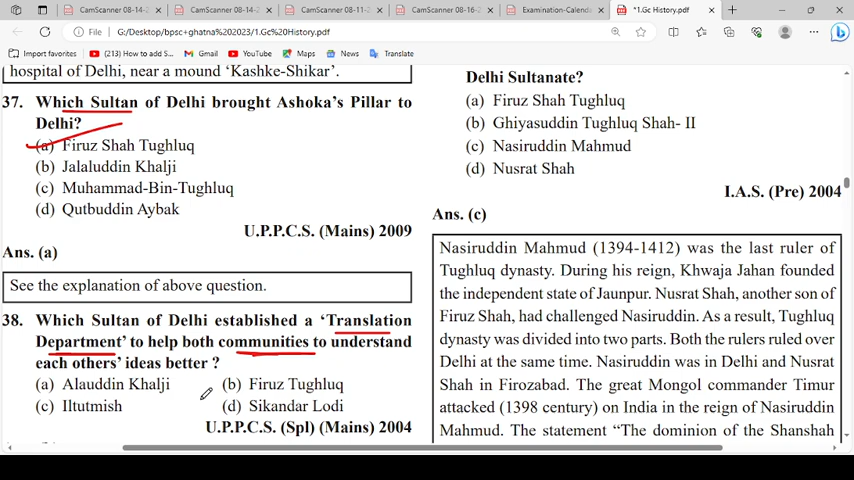 CamScanner 08-14-2
CamScanner 08-14-2
CamScanner 08-11-2
CamScanner 08-16-2
Examination-Calend
*1.Gc History.pdf
File
G:/Desktop/bpsc+ghatna%202023/1.Gc%20History.pdf
Import favorites
(213) How to add S...
Gmail
YouTube
Maps
News
Translate
hospital of Delhi, near a mound ‘Kashke-Shikar’.
37. Which Sultan of Delhi brought Ashoka’s Pillar to
Delhi?
(a) Firuz Shah Tughluq
(b) Jalaluddin Khalji
(c) Muhammad-Bin-Tughluq
(d) Qutbuddin Aybak
U.P.P.C.S. (Mains) 2009
Ans. (a)
See the explanation of above question.
38. Which Sultan of Delhi established a ‘Translation
Department’ to help both communities to understand
each others’ ideas better ?
(a) Alauddin Khalji (b) Firuz Tughluq
(c) Iltutmish (d) Sikandar Lodi
U.P.P.C.S. (Spl) (Mains) 2004
Delhi Sultanate?
(a) Firuz Shah Tughluq
(b) Ghiyasuddin Tughluq Shah- II
(c) Nasiruddin Mahmud
(d) Nusrat Shah
I.A.S. (Pre) 2004
Ans. (c)
Nasiruddin Mahmud (1394-1412) was the last ruler of
Tughluq dynasty. During his reign, Khwaja Jahan founded
the independent state of Jaunpur. Nusrat Shah, another son of
Firuz Shah, had challenged Nasiruddin. As a result, Tughluq
dynasty was divided into two parts. Both the rulers ruled over
Delhi at the same time. Nasiruddin was in Delhi and Nusrat
Shah in Firozabad. The great Mongol commander Timur
attacked (1398 century) on India in the reign of Nasiruddin
Mahmud. The statement “The dominion of the Shanshah